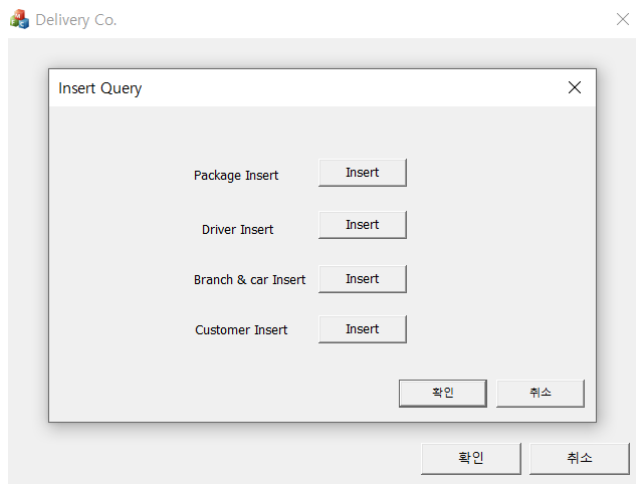 Delivery Co.
Insert Query
Package Insert Insert
Driver Insert Insert
Branch & car Insert Insert
Customer Insert Insert
확인 취소
확인 취소